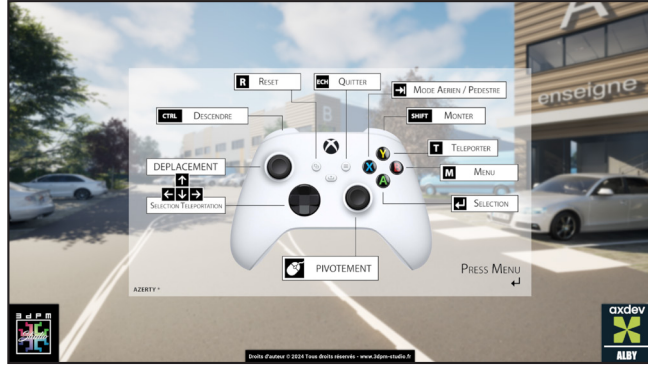 A
enseigne
B
R RESET
ECH QUITTER
MODE AERIEN / PEDESTRE
CTRL DESCENDRE
SHIFT MONTER
Y
T TELEPORTER
DEPLACEMENT
X
M MENU
A
SELECTION TELEPORTATION
SELECTION
PIVOTEMENT
PRESS MENU
AZERTY *
3dPM
Studio
axdev
ALBY
Droits d'auteur © 2024 Tous droits réservés - www.3dpm-studio.fr